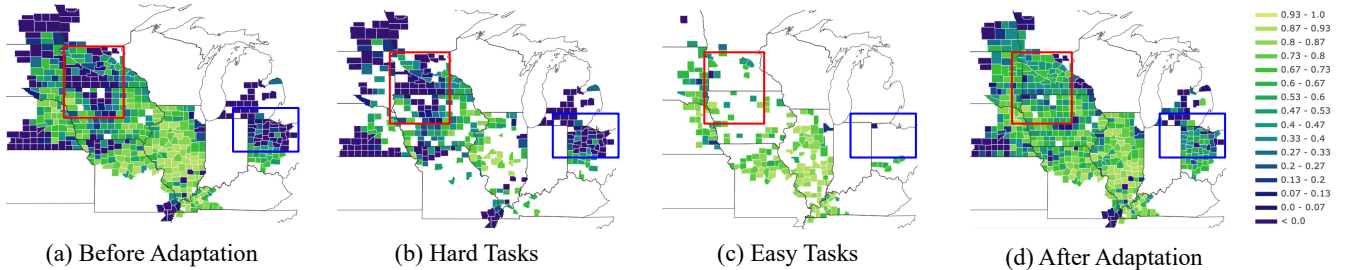 0.93 - 1.0
0.87 - 0.93
0.8 - 0.87
0.73 - 0.8
0.67 - 0.73
0.6 - 0.67
0.53 - 0.6
0.47 - 0.53
0.4 - 0.47
0.33 - 0.4
0.27 - 0.33
0.2 - 0.27
0.13 - 0.2
0.07 - 0.13
0.0 - 0.07
< 0.0
(a) Before Adaptation
(b) Hard Tasks
(c) Easy Tasks
(d) After Adaptation